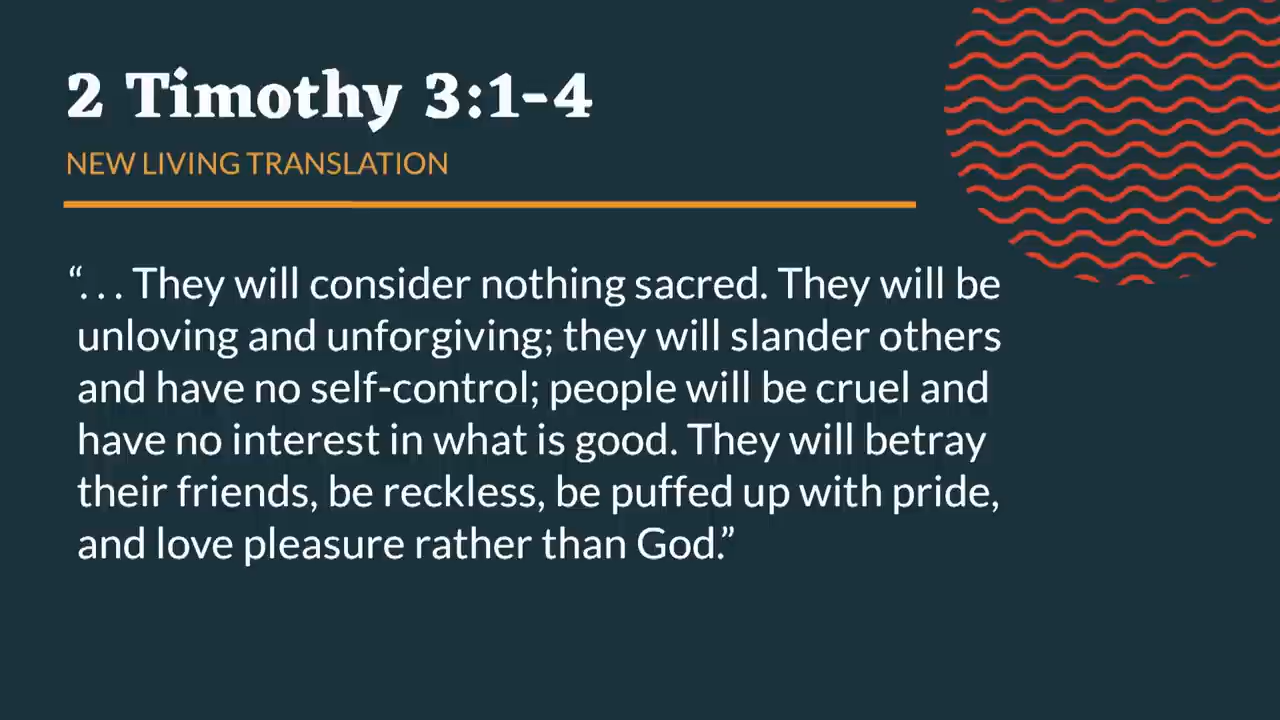 2 Timothy 3:1-4
NEW LIVING TRANSLATION
“. . . They will consider nothing sacred. They will be
unloving and unforgiving; they will slander others
and have no self-control; people will be cruel and
have no interest in what is good. They will betray
their friends, be reckless, be puffed up with pride,
and love pleasure rather than God.”